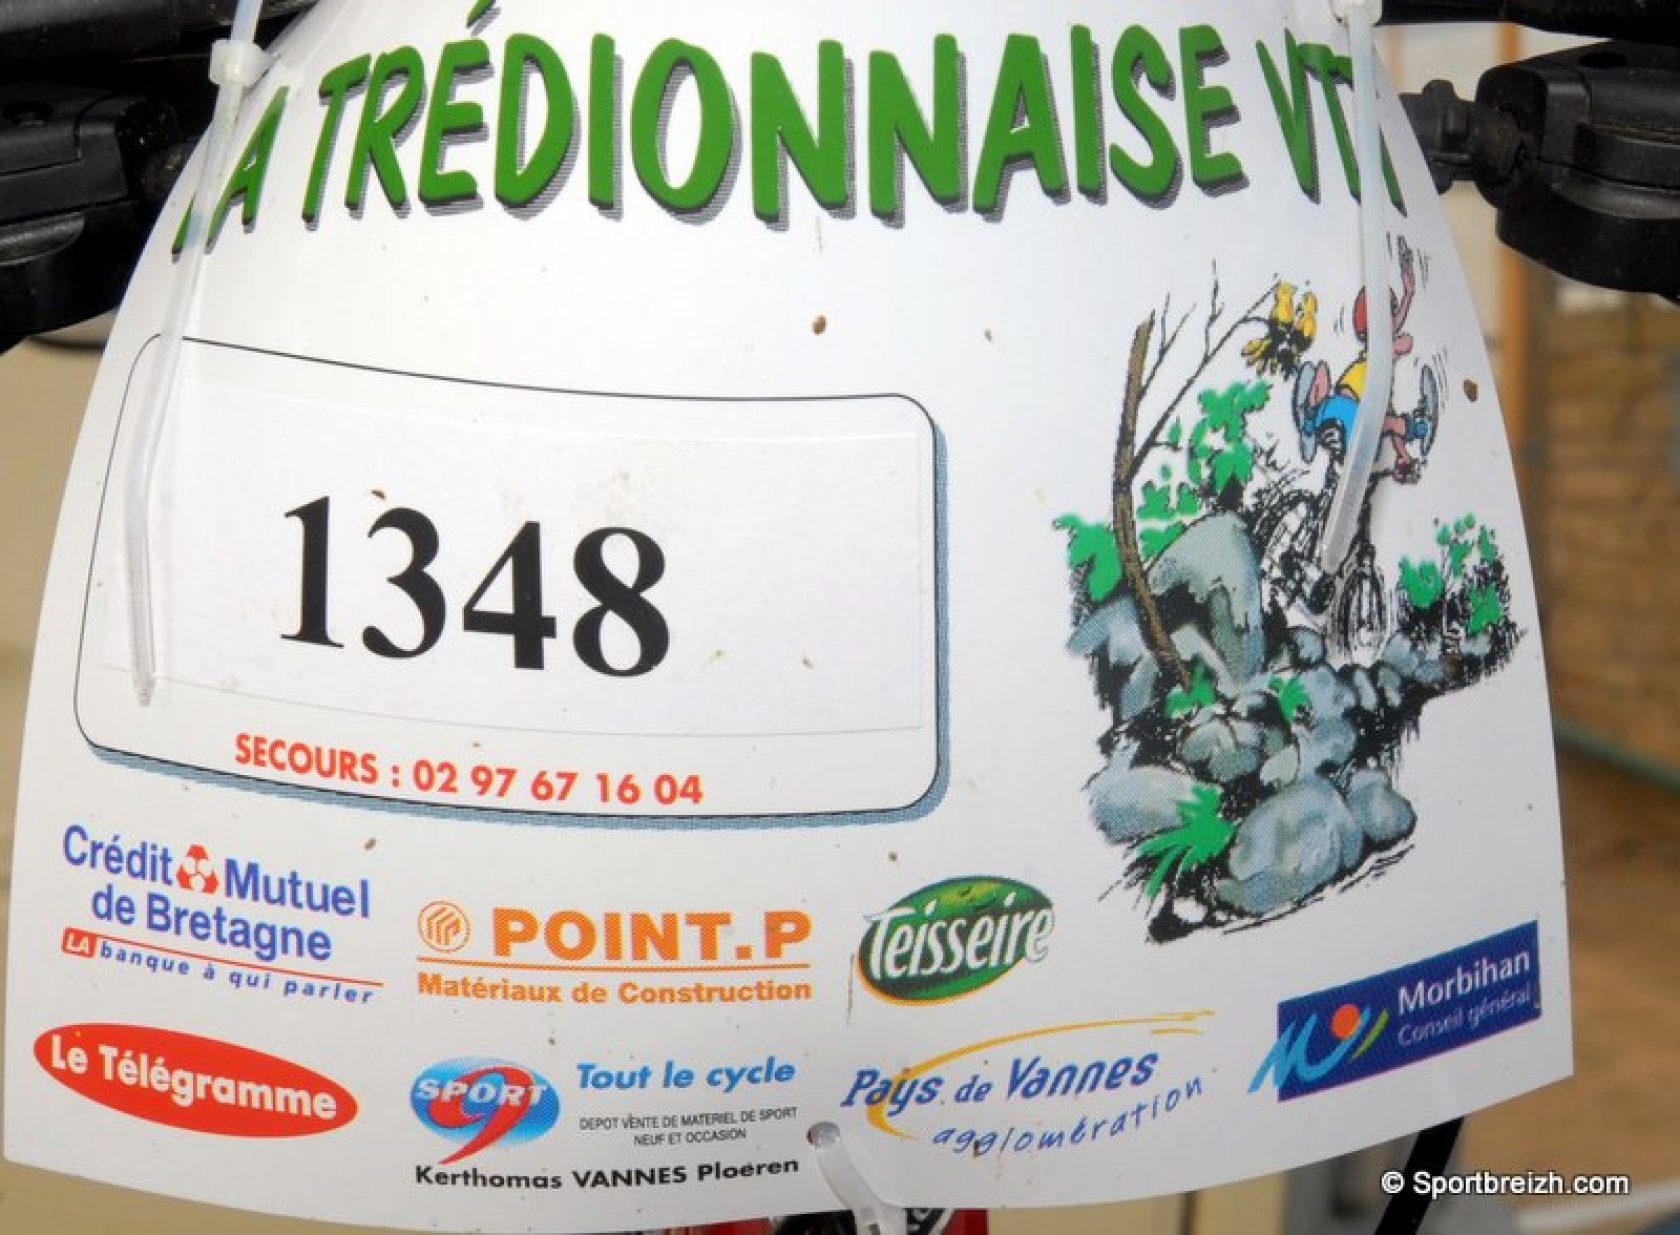 LA TRÉDIONNAISE VTT
1348
SECOURS : 02 97 67 16 04
Crédit Mutuel
de Bretagne
LA banque à qui parler
POINT.P
Matériaux de Construction
Teisseire
Morbihan
Conseil général
Le Télégramme
SPORT 9
Tout le cycle
DEPOT VENTE DE MATERIEL DE SPORT
NEUF ET OCCASION
Kerthomas VANNES Ploeren
Pays de Vannes
agglomération
© Sportbreizh.com